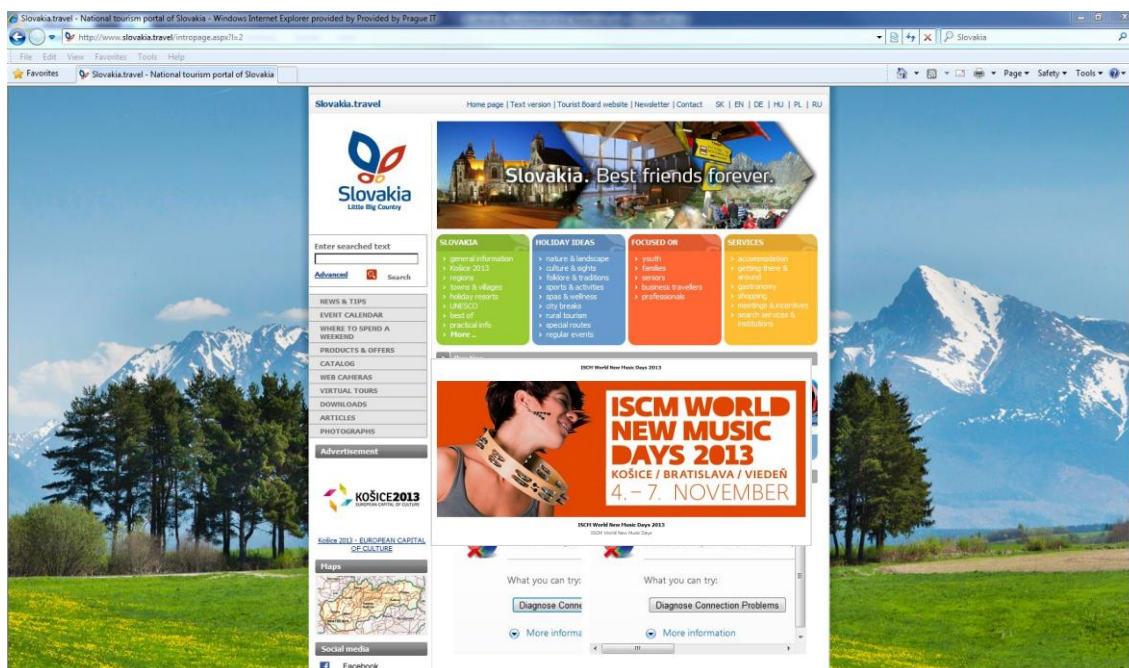 Slovakia.travel - National tourism portal of Slovakia - Windows Internet Explorer provided by Provided by Prague IT
http://www.slovakia.travel/intropage.aspx?l=2
Slovakia
File Edit View Favorites Tools Help
Favorites
Slovakia.travel - National tourism portal of Slovakia
Page Safety Tools
Slovakia.travel
Home page | Text version | Tourist Board website | Newsletter | Contact SK | EN | DE | HU | PL | RU
Slovakia
Little Big Country
Slovakia. Best friends forever.
Enter searched text
Advanced Search
NEWS & TIPS
EVENT CALENDAR
WHERE TO SPEND A
WEEKEND
PRODUCTS & OFFERS
CATALOG
WEB CAMERAS
VIRTUAL TOURS
DOWNLOADS
ARTICLES
PHOTOGRAPHS
Advertisement
KOŠICE2013
EUROPEAN CAPITAL OF CULTURE
Košice 2013 - EUROPEAN CAPITAL
OF CULTURE
Maps
Social media
Facebook
SLOVAKIA
general information
Košice 2013
regions
towns & villages
holiday resorts
UNESCO
best of
practical info
More ..
HOLIDAY IDEAS
nature & landscape
culture & sights
folklore & traditions
sports & activities
spas & wellness
city breaks
rural tourism
special routes
regular events
FOCUSED ON
youth
families
seniors
business travellers
professionals
SERVICES
accommodation
getting there &
around
gastronomy
shopping
meetings & incentives
search services &
institutions
ISCM World New Music Days 2013
ISCM WORLD
NEW MUSIC
DAYS 2013
KOŠICE / BRATISLAVA / VIEDEŇ
4. – 7. NOVEMBER
ISCM World New Music Days 2013
ISCM World New Music Days
What you can try:
Diagnose Conne
More informa
What you can try:
Diagnose Connection Problems
More information